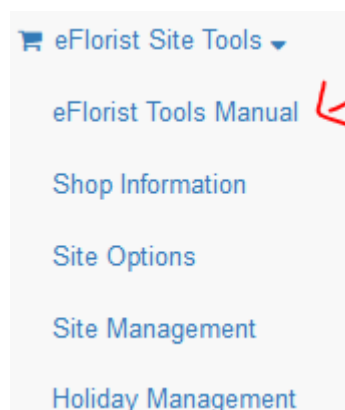 eFlorist Site Tools
eFlorist Tools Manual
Shop Information
Site Options
Site Management
Holiday Management